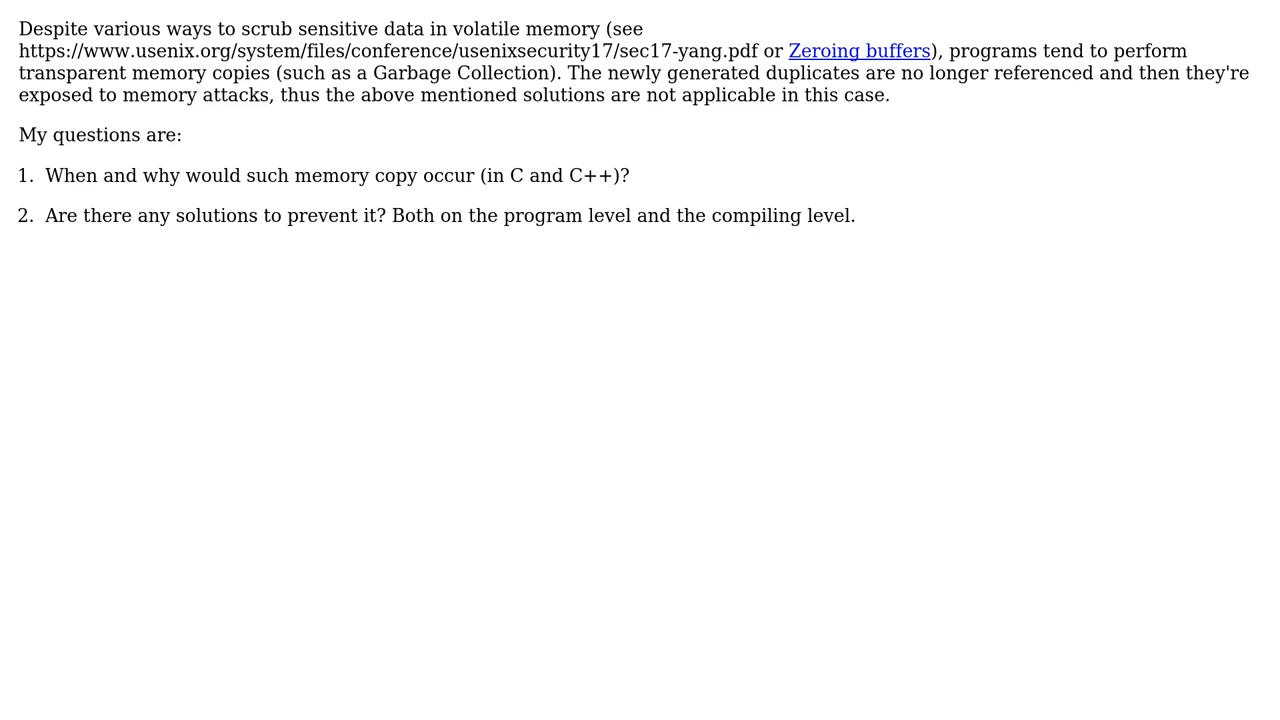 Despite various ways to scrub sensitive data in volatile memory (see
https://www.usenix.org/system/files/conference/usenixsecurity17/sec17-yang.pdf or Zeroing buffers), programs tend to perform
transparent memory copies (such as a Garbage Collection). The newly generated duplicates are no longer referenced and then they're
exposed to memory attacks, thus the above mentioned solutions are not applicable in this case.
My questions are:
1. When and why would such memory copy occur (in C and C++)?
2. Are there any solutions to prevent it? Both on the program level and the compiling level.